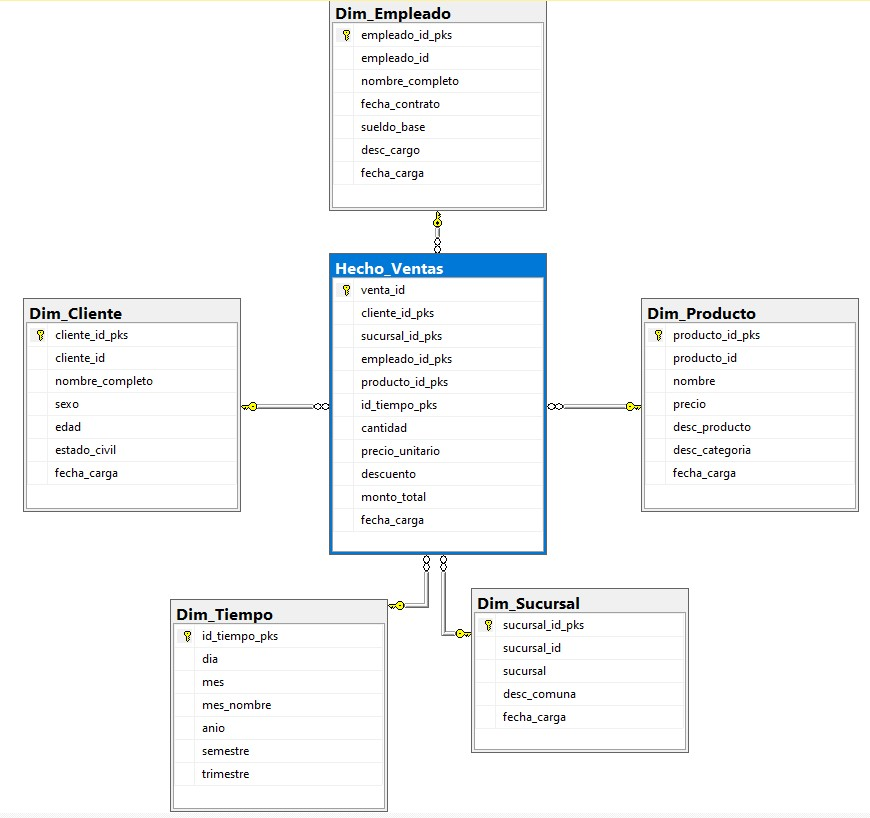 Dim_Empleado
empleado_id_pks
empleado_id
nombre_completo
fecha_contrato
sueldo_base
desc_cargo
fecha_carga
Hecho_Ventas
venta_id
cliente_id_pks
sucursal_id_pks
empleado_id_pks
producto_id_pks
id_tiempo_pks
cantidad
precio_unitario
descuento
monto_total
fecha_carga
Dim_Cliente
cliente_id_pks
cliente_id
nombre_completo
sexo
edad
estado_civil
fecha_carga
Dim_Producto
producto_id_pks
producto_id
nombre
precio
desc_producto
desc_categoria
fecha_carga
Dim_Tiempo
id_tiempo_pks
dia
mes
mes_nombre
anio
semestre
trimestre
Dim_Sucursal
sucursal_id_pks
sucursal_id
sucursal
desc_comuna
fecha_carga